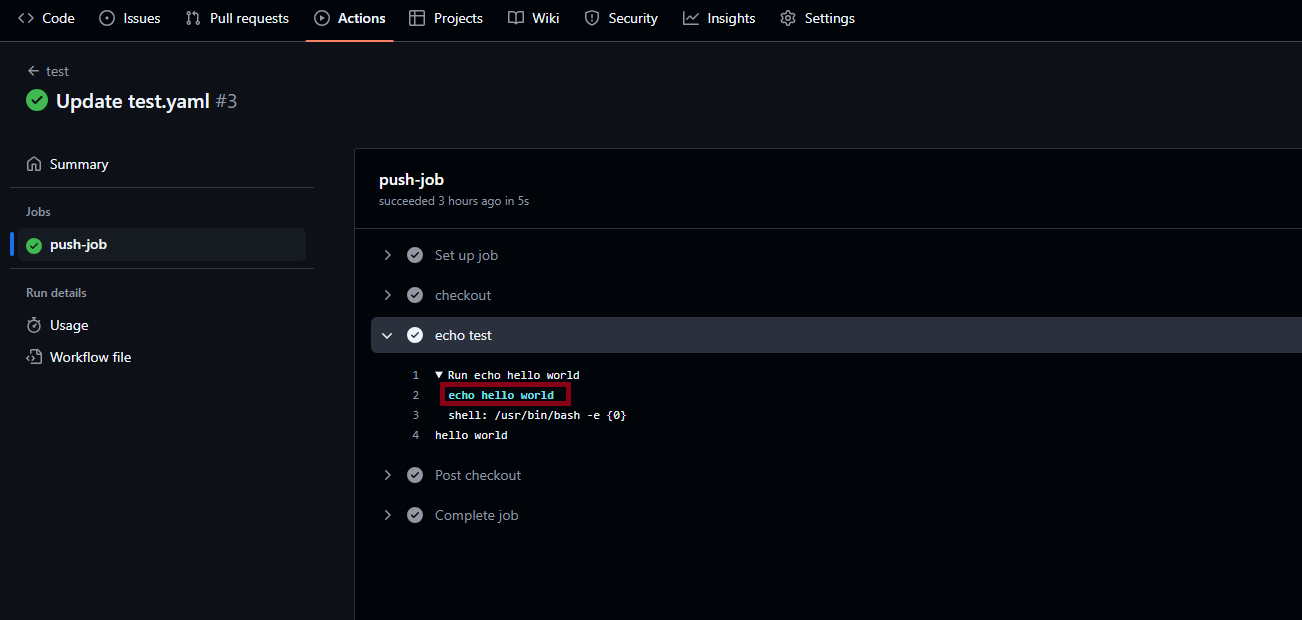 Code Issues Pull requests Actions Projects Wiki Security Insights Settings
test
Update test.yaml #3
Summary
Jobs
push-job
Run details
Usage
Workflow file
push-job
succeeded 3 hours ago in 5s
Set up job
checkout
echo test
1 Run echo hello world
2 echo hello world
3 shell: /usr/bin/bash -e {0}
4 hello world
Post checkout
Complete job